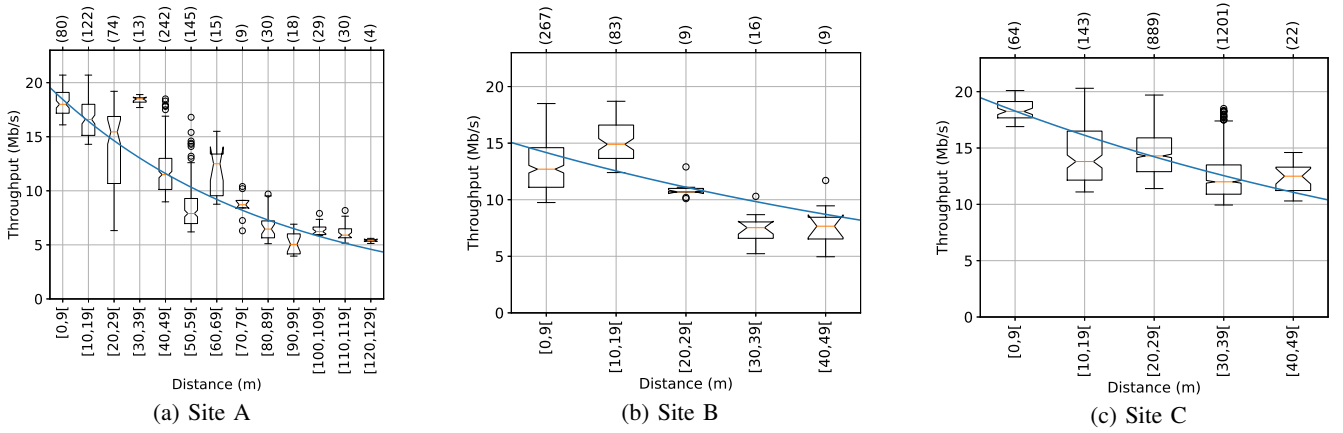 (80) (122) (74) (13) (242) (145) (15) (9) (30) (18) (29) (30) (4)
20
15
10
5
0
Throughput (Mb/s)
[0,9[ [10,19[ [20,29[ [30,39[ [40,49[ [50,59[ [60,69[ [70,79[ [80,89[ [90,99[ [100,109[ [110,119[ [120,129[
Distance (m)
(a) Site A
(267) (83) (9) (16) (9)
20
15
10
5
0
Throughput (Mb/s)
[0,9[ [10,19[ [20,29[ [30,39[ [40,49[
Distance (m)
(b) Site B
(64) (143) (889) (1201) (22)
20
15
10
5
0
Throughput (Mb/s)
[0,9[ [10,19[ [20,29[ [30,39[ [40,49[
Distance (m)
(c) Site C